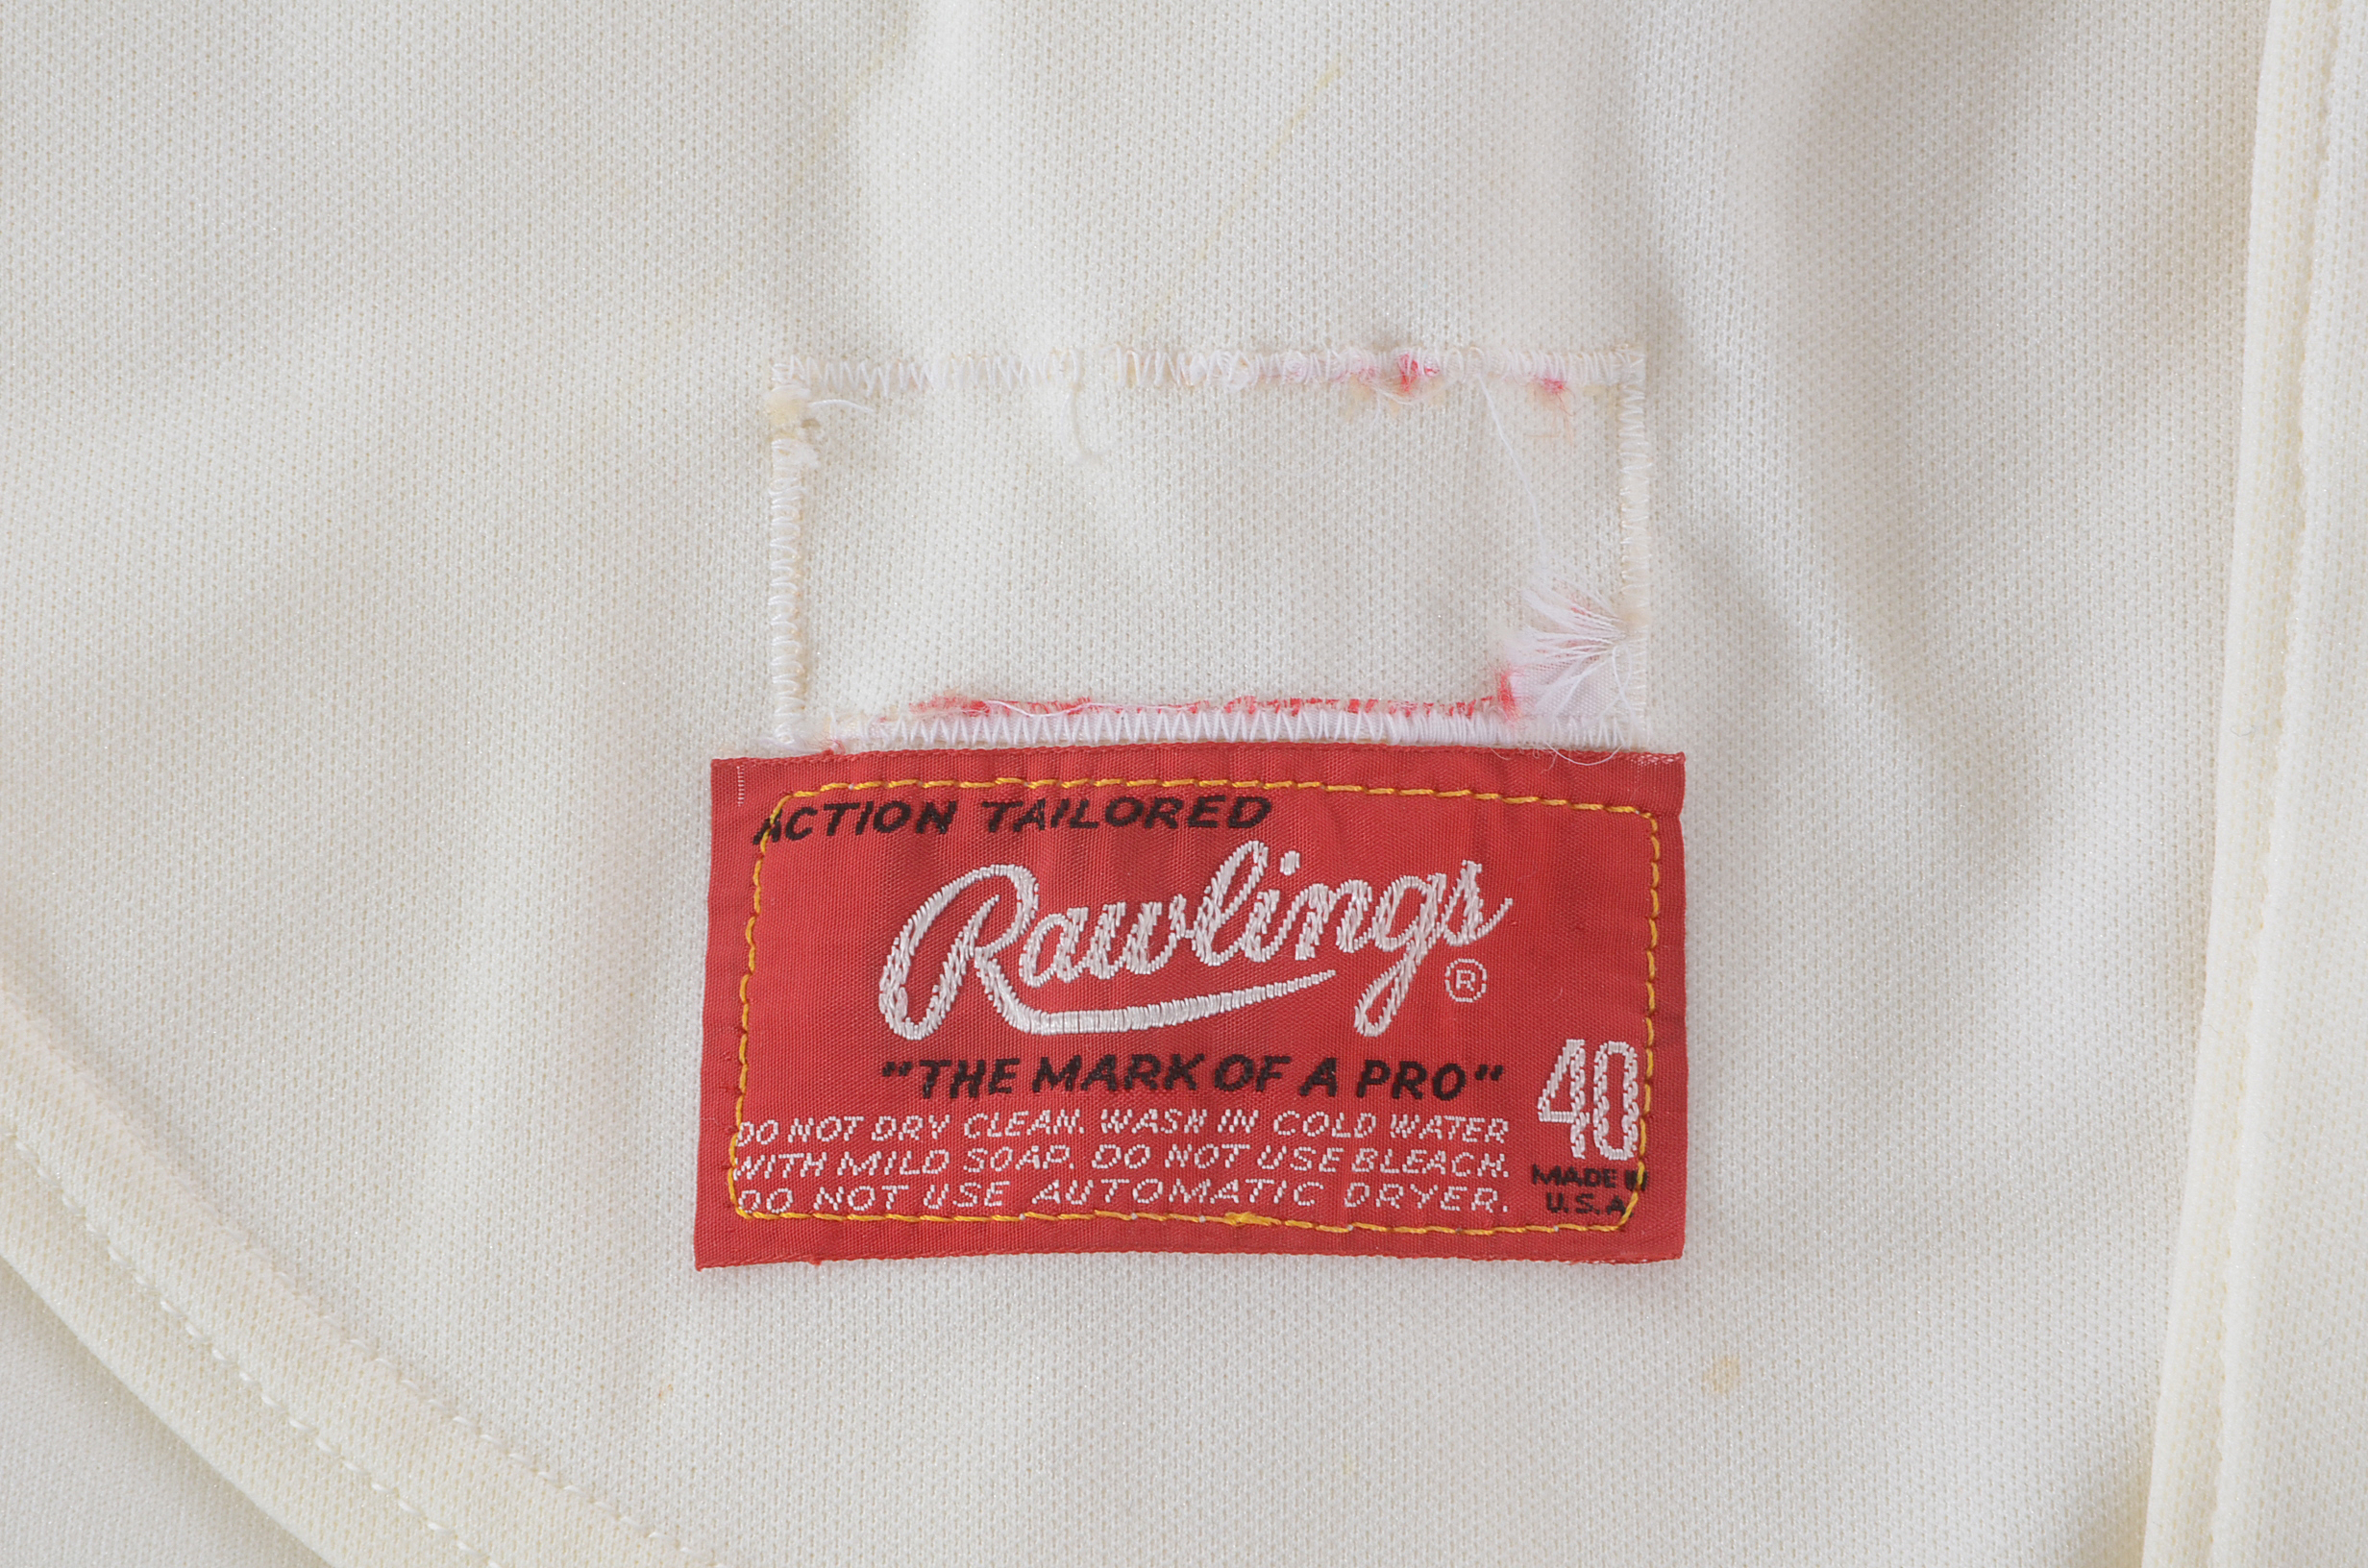 ACTION TAILORED
Rawlings ®
"THE MARK OF A PRO"
40
DO NOT DRY CLEAN. WASH IN COLD WATER
WITH MILD SOAP. DO NOT USE BLEACH.
DO NOT USE AUTOMATIC DRYER.
MADE IN
U.S.A